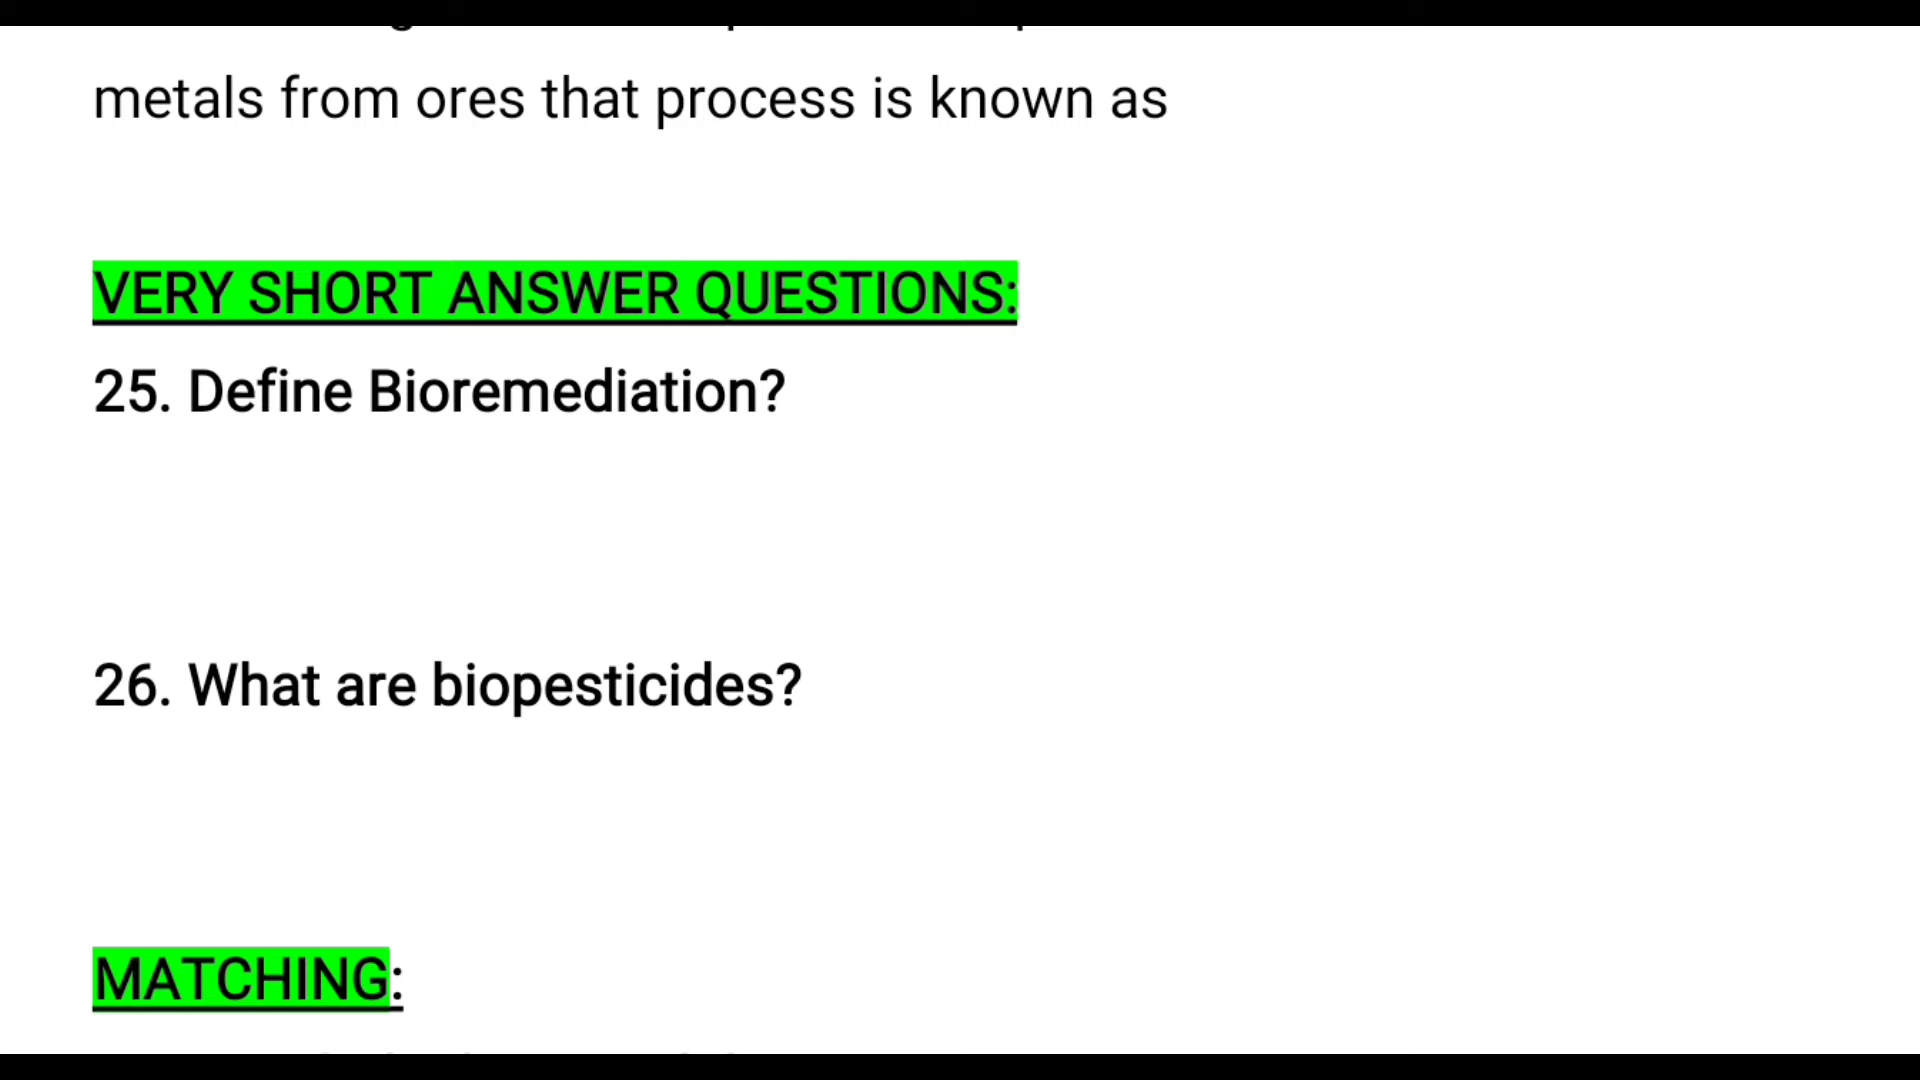 metals from ores that process is known as
VERY SHORT ANSWER QUESTIONS:
25. Define Bioremediation?
26. What are biopesticides?
MATCHING: